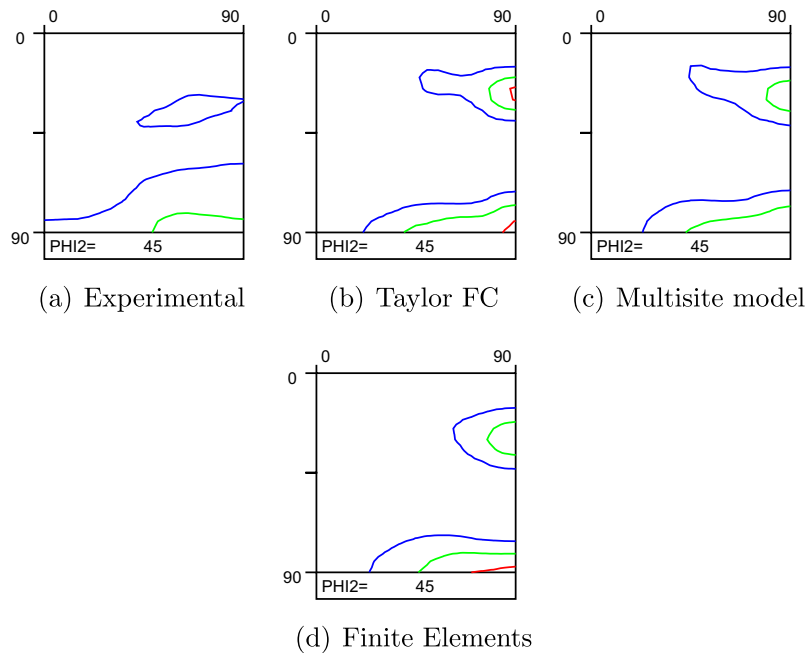 0 90 0 90 0 90
0 0 0
90 90 90
PHI2= 45 PHI2= 45 PHI2= 45
(a) Experimental (b) Taylor FC (c) Multisite model
0 90
0
90
PHI2= 45
(d) Finite Elements